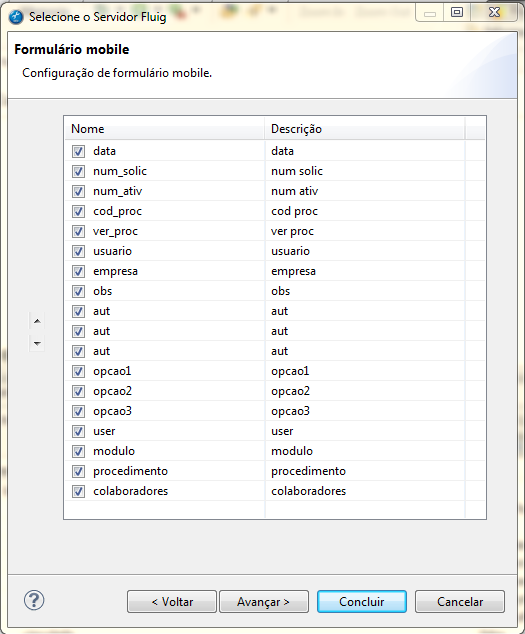 Selecione o Servidor Fluig
Formulário mobile
Configuração de formulário mobile.
Nome Descrição
data data
num_solic num solic
num_ativ num ativ
cod_proc cod proc
ver_proc ver proc
usuario usuario
empresa empresa
obs obs
aut aut
aut aut
aut aut
opcao1 opcao1
opcao2 opcao2
opcao3 opcao3
user user
modulo modulo
procedimento procedimento
colaboradores colaboradores
? < Voltar Avançar > Concluir Cancelar